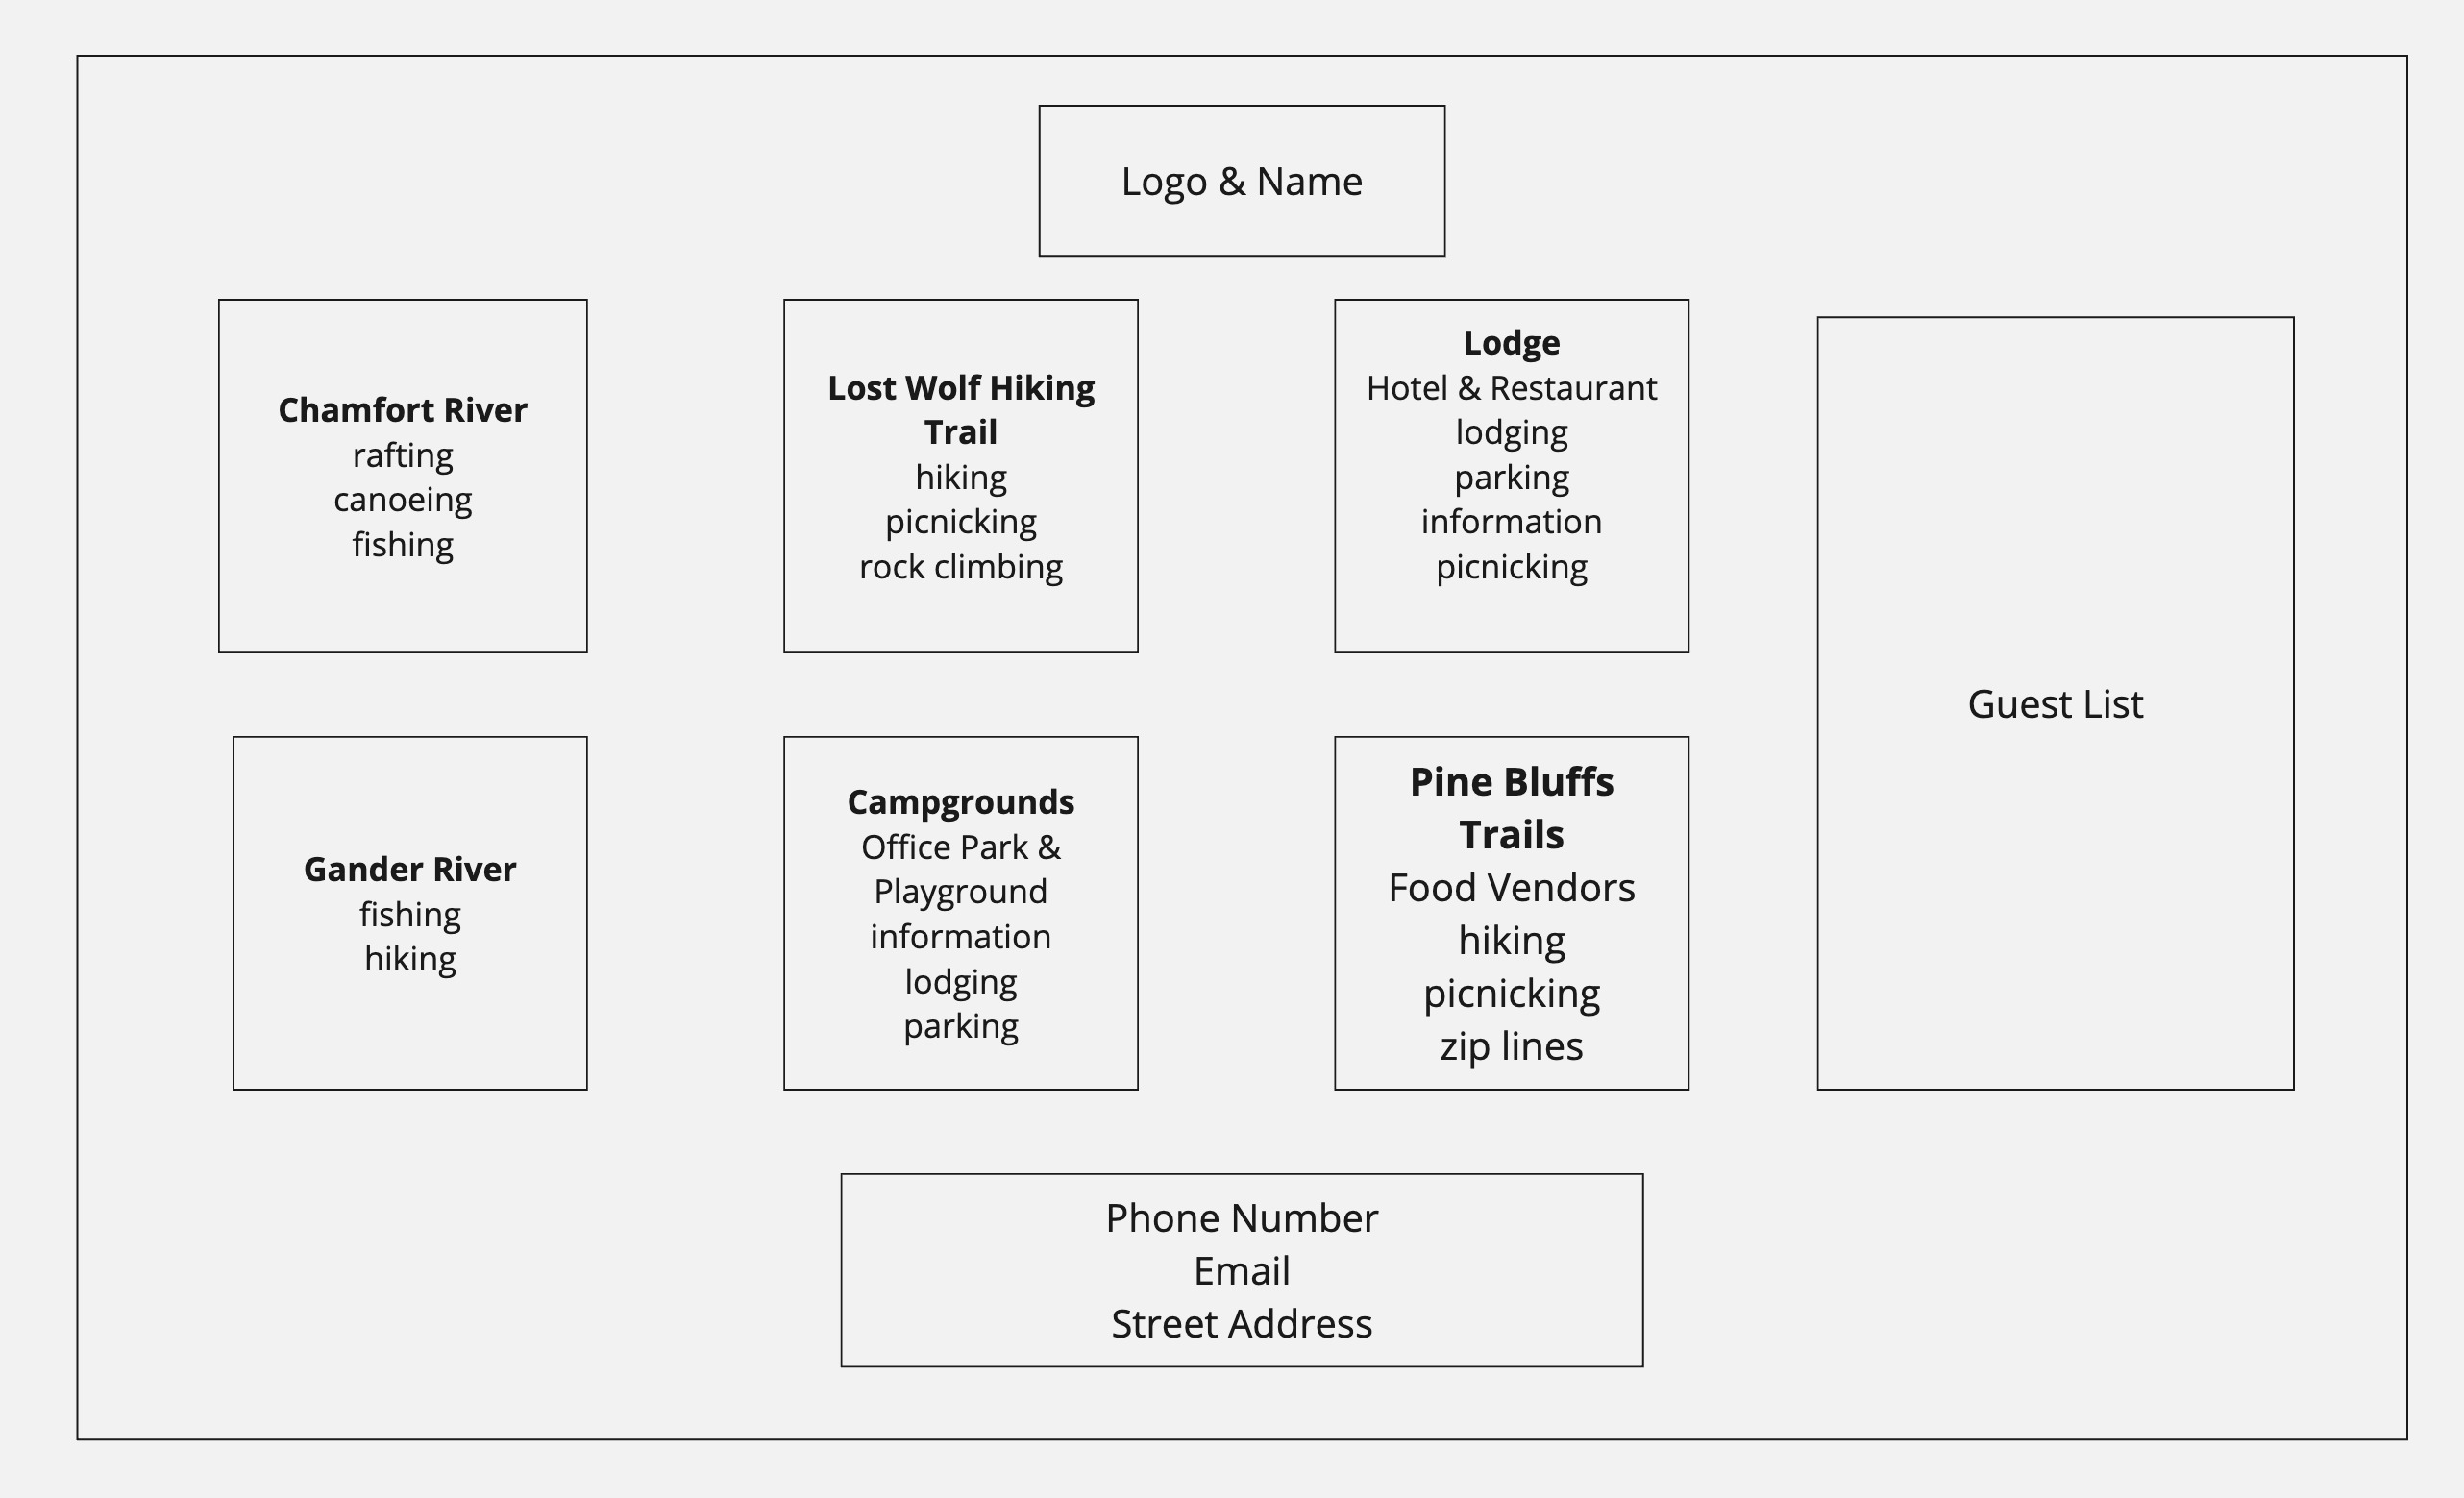 Logo & Name
Chamfort River
rafting
canoeing
fishing
Lost Wolf Hiking
Trail
hiking
picnicking
rock climbing
Lodge
Hotel & Restaurant
lodging
parking
information
picnicking
Guest List
Gander River
fishing
hiking
Campgrounds
Office Park &
Playground
information
lodging
parking
Pine Bluffs
Trails
Food Vendors
hiking
picnicking
zip lines
Phone Number
Email
Street Address